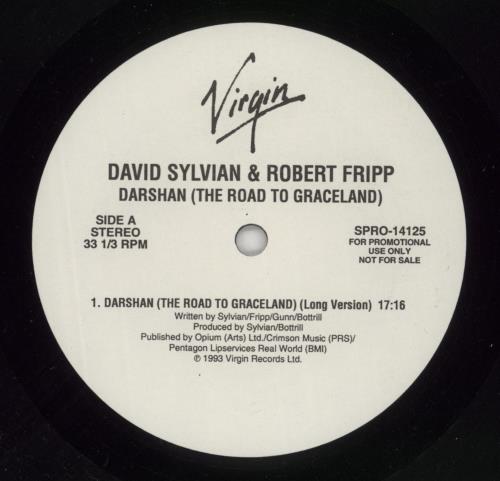 Virgin
DAVID SYLVIAN & ROBERT FRIPP
DARSHAN (THE ROAD TO GRACELAND)
SIDE A
STEREO
33 1/3 RPM
SPRO-14125
FOR PROMOTIONAL
USE ONLY
NOT FOR SALE
1. DARSHAN (THE ROAD TO GRACELAND) (Long Version) 17:16
Written by Sylvian/Fripp/Gunn/Bottrill
Produced by Sylvian/Bottrill
Published by Opium (Arts) Ltd./Crimson Music (PRS)/
Pentagon Lipservices Real World (BMI)
℗ 1993 Virgin Records Ltd.